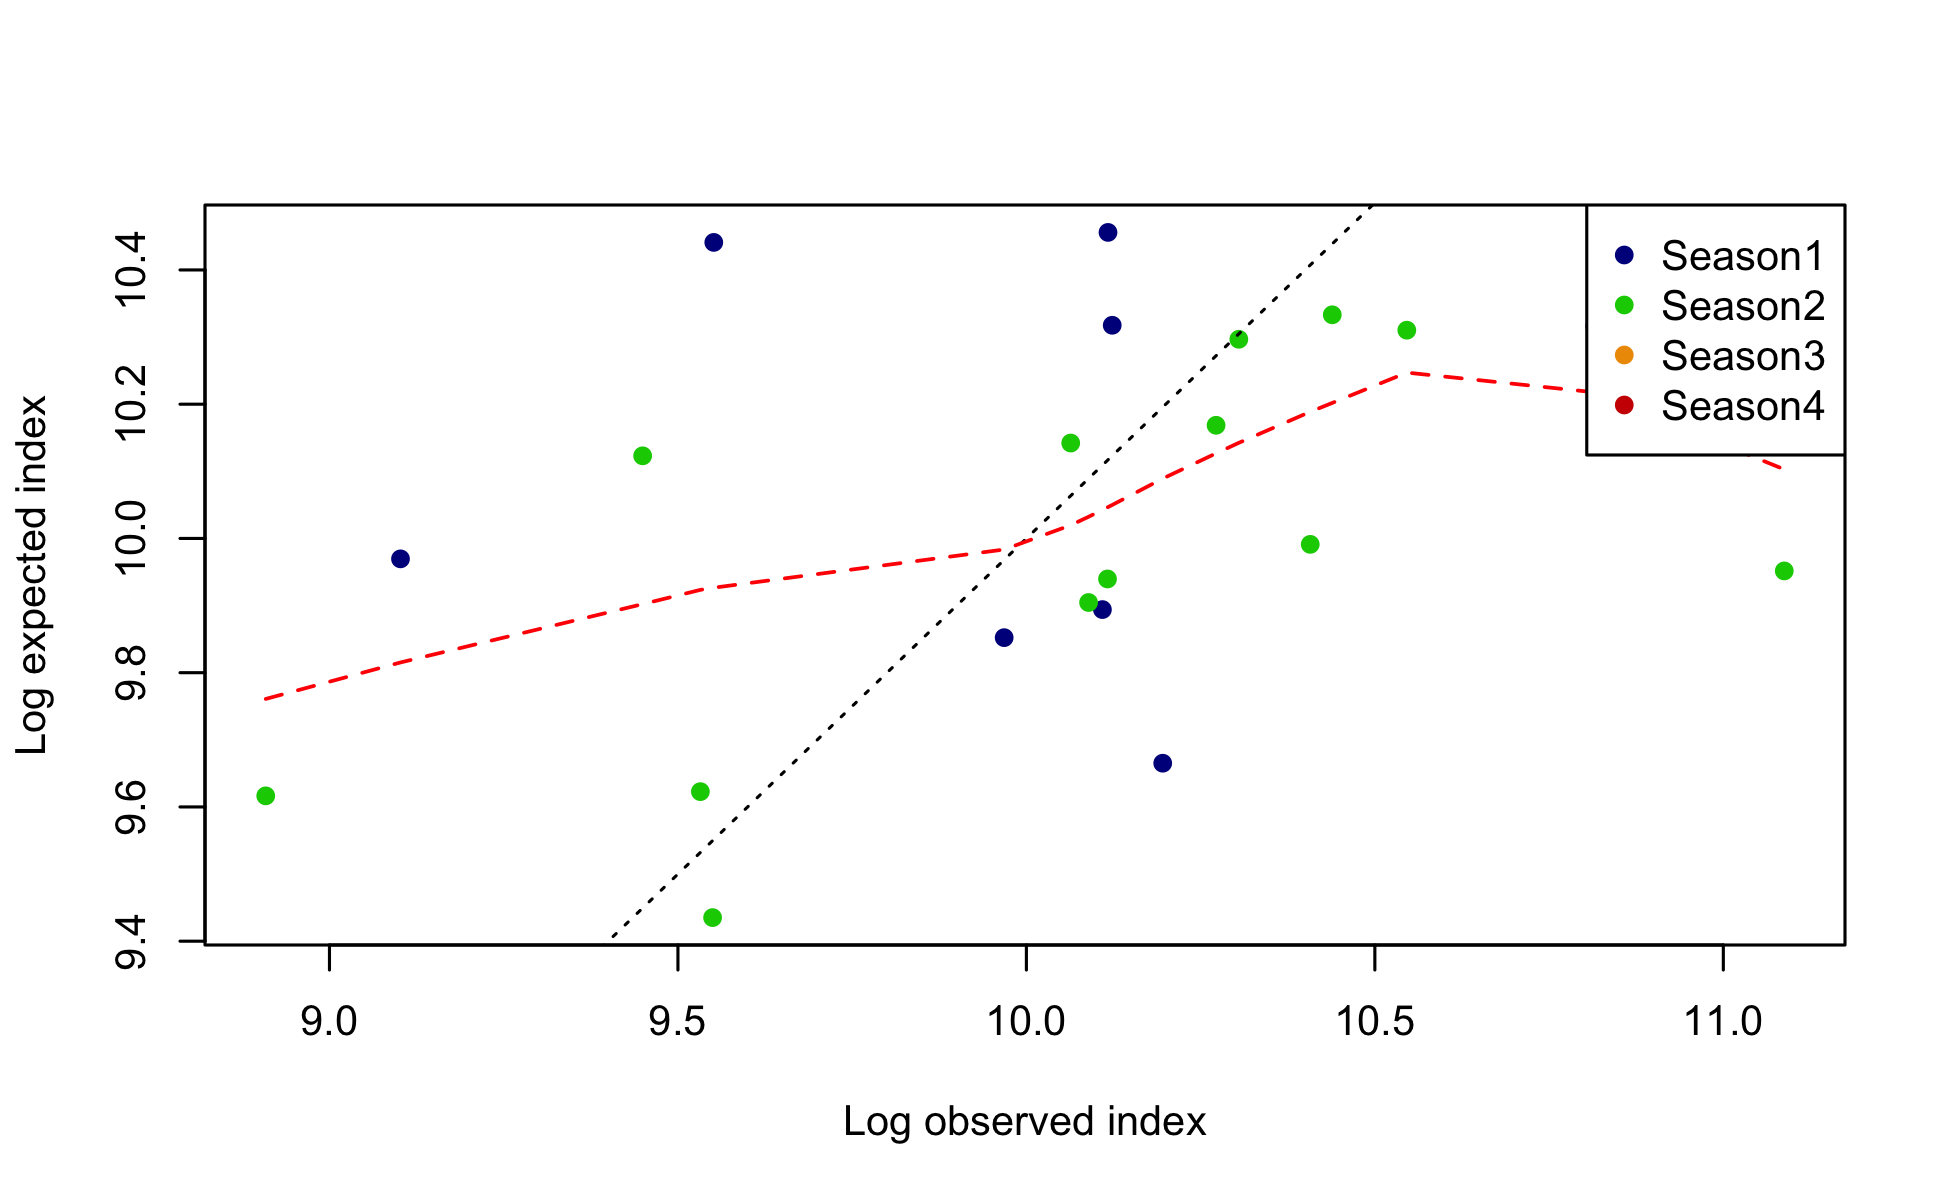 Season1
Season2
Season3
Season4
10.4
10.2
10.0
9.8
9.6
9.4
Log expected index
9.0 9.5 10.0 10.5 11.0
Log observed index